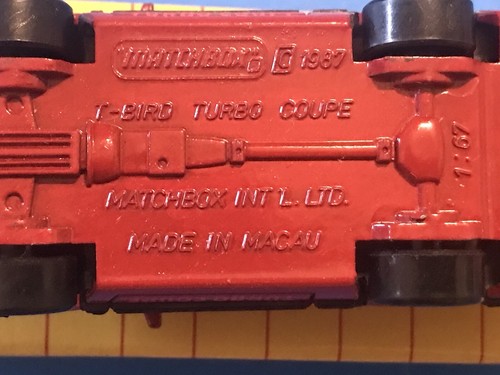 MATCHBOX © 1987
T-BIRD TURBO COUPE
1:67
MATCHBOX INT'L. LTD.
MADE IN MACAU